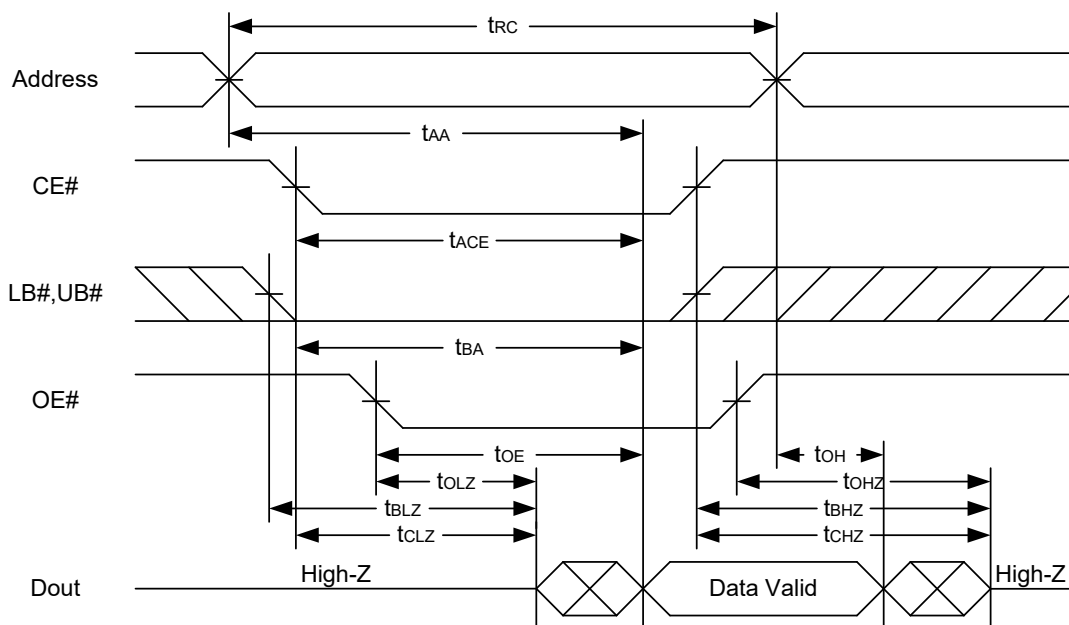 tRC
Address
tAA
CE#
tACE
LB#,UB#
tBA
OE#
tOE
tOH
tOLZ
tOHZ
tBLZ
tBHZ
tCLZ
tCHZ
Dout
High-Z
Data Valid
High-Z